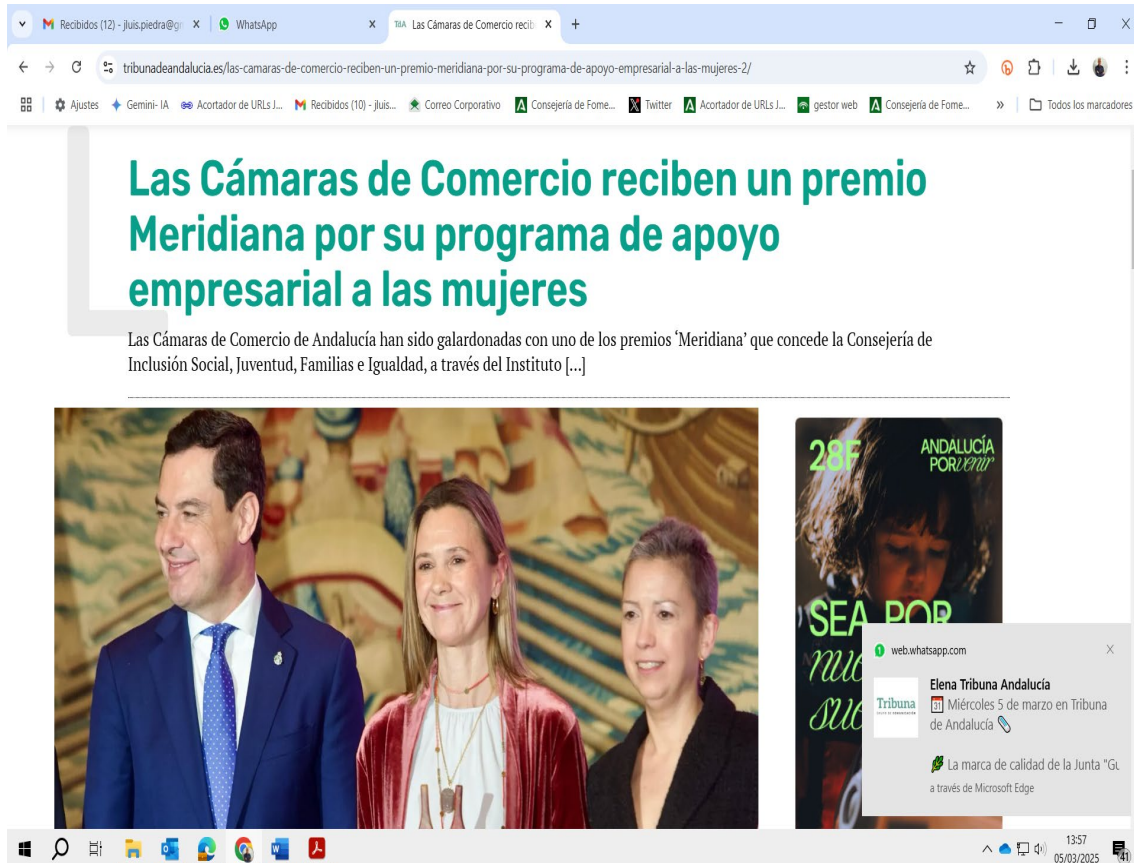 Recibidos (12) - jluis.piedra@gm
WhatsApp
TdA Las Cámaras de Comercio recib
tribunadeandalucia.es/las-camaras-de-comercio-reciben-un-premio-meridiana-por-su-programa-de-apoyo-empresarial-a-las-mujeres-2/
Ajustes Gemini- IA Acortador de URLs J... Recibidos (10) - jluis... Correo Corporativo Consejería de Fome... Twitter Acortador de URLs J... gestor web Consejería de Fome... » Todos los marcadores
Las Cámaras de Comercio reciben un premio
Meridiana por su programa de apoyo
empresarial a las mujeres
Las Cámaras de Comercio de Andalucía han sido galardonadas con uno de los premios ‘Meridiana’ que concede la Consejería de
Inclusión Social, Juventud, Familias e Igualdad, a través del Instituto [...]
28F
ANDALUCÍA
PORvenir
SEA POR
web.whatsapp.com
Tribuna
Elena Tribuna Andalucía
31 Miércoles 5 de marzo en Tribuna
de Andalucía
La marca de calidad de la Junta "Gu
a través de Microsoft Edge
13:57
05/03/2025
41